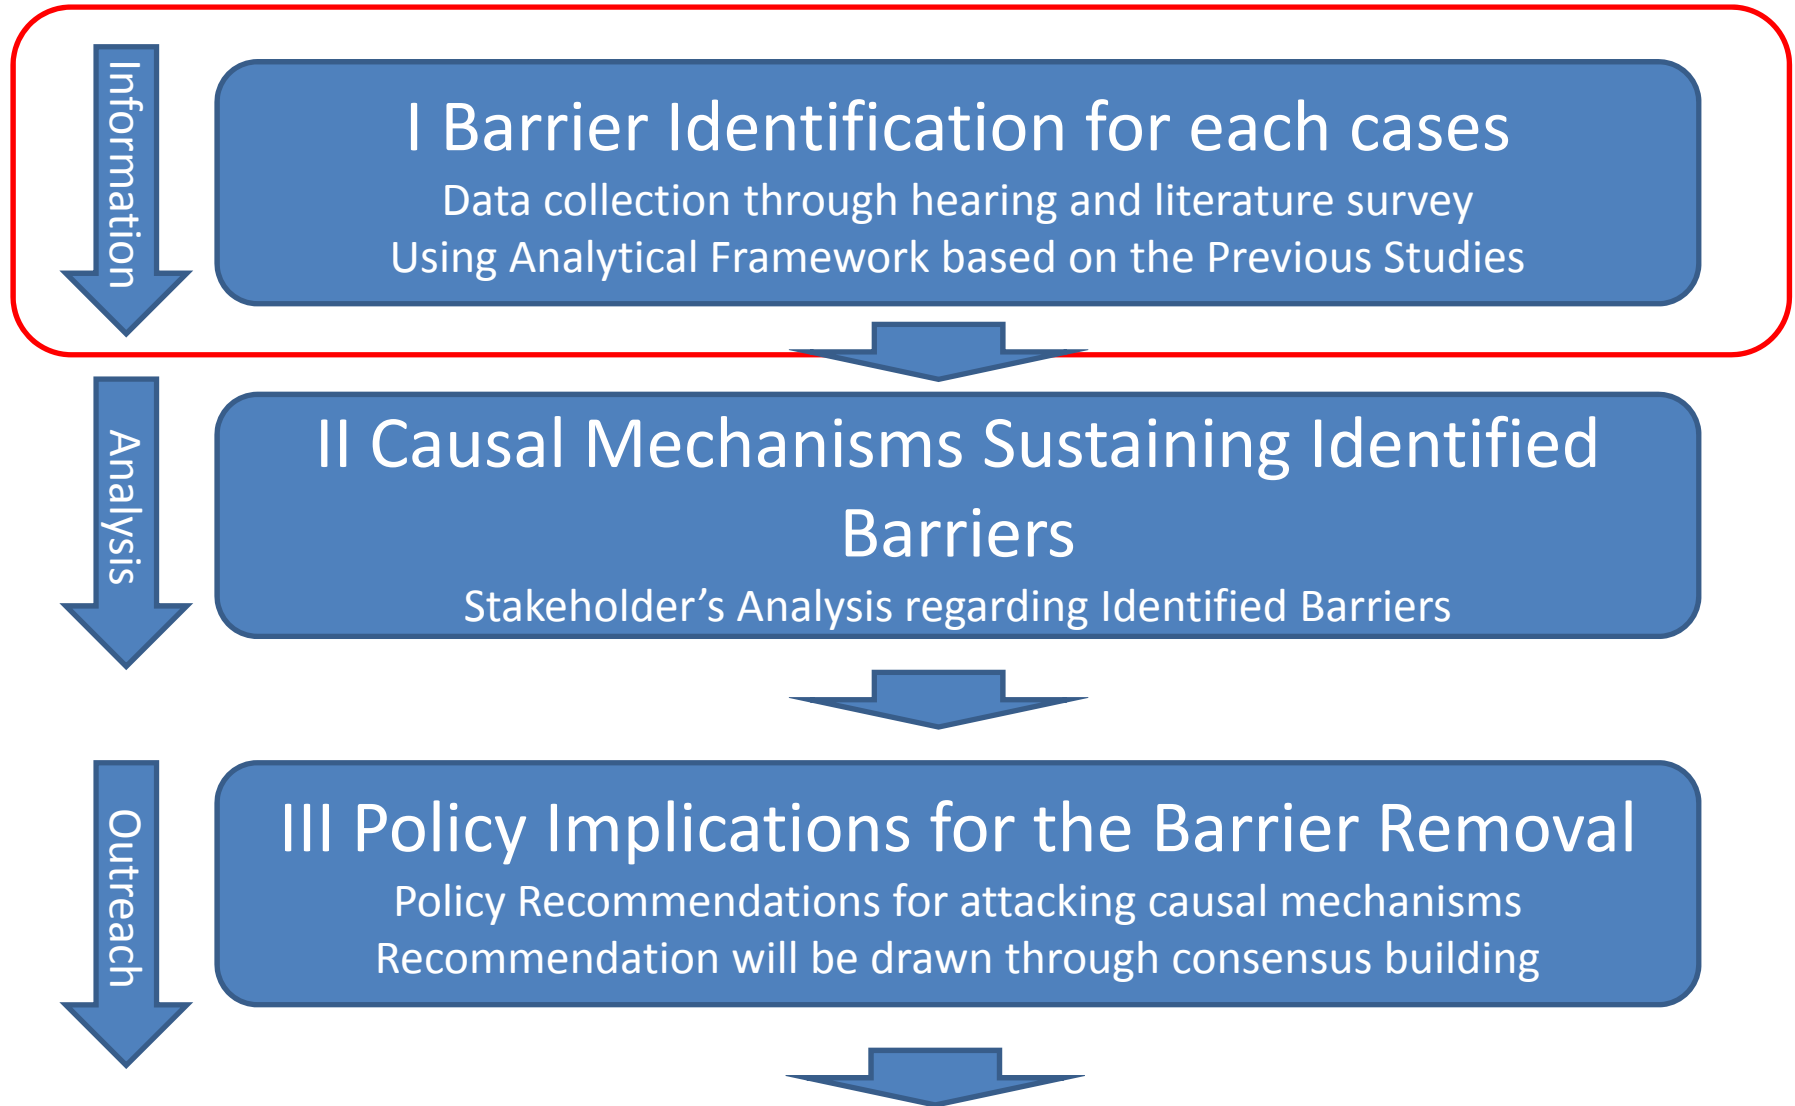 Information
I Barrier Identification for each cases
Data collection through hearing and literature survey
Using Analytical Framework based on the Previous Studies
Analysis
II Causal Mechanisms Sustaining Identified
Barriers
Stakeholder’s Analysis regarding Identified Barriers
Outreach
III Policy Implications for the Barrier Removal
Policy Recommendations for attacking causal mechanisms
Recommendation will be drawn through consensus building